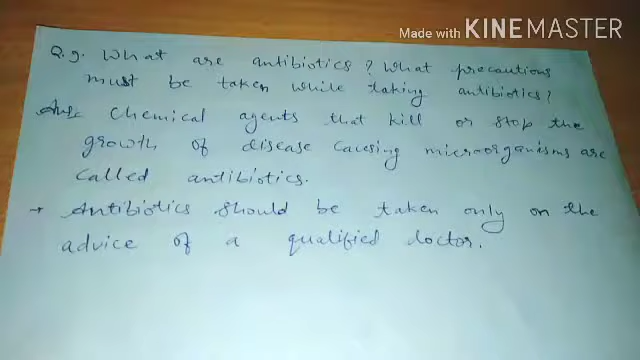 Made with KINEMASTER
Q.9. What are antibiotics? What precautions
must be taken while taking antibiotics?
Ans: Chemical agents that kill or stop the
growth of disease causing microorganisms are
called antibiotics.
→ Antibiotics should be taken only on the
advice of a qualified doctor.